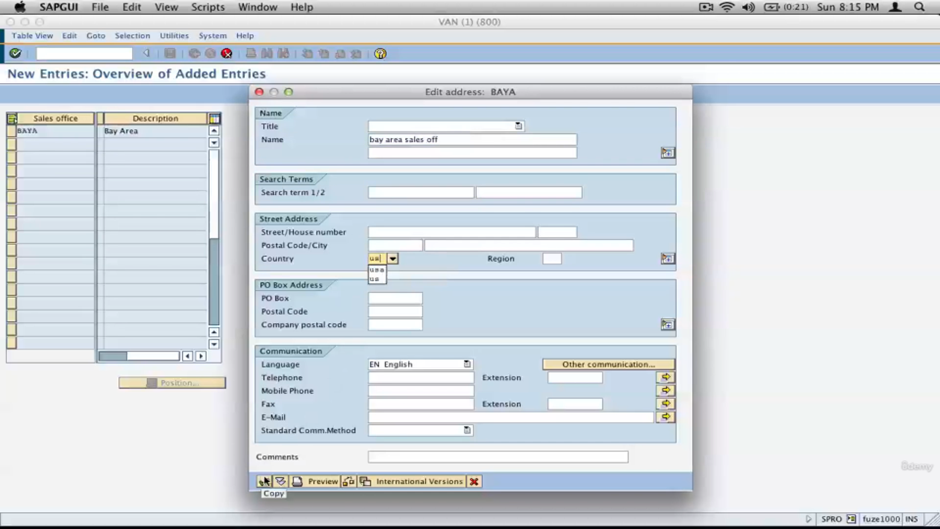 SAPGUI File Edit View Scripts Window Help (0:21) Sun 8:15 PM
VAN (1) (800)
Table View Edit Goto Selection Utilities System Help
New Entries: Overview of Added Entries
Sales office Description
BAYA Bay Area
Position...
Edit address: BAYA
Name
Title
Name bay area sales off
Search Terms
Search term 1/2
Street Address
Street/House number
Postal Code/City
Country Region
PO Box Address
PO Box
Postal Code
Company postal code
Communication
Language EN English Other communication...
Telephone Extension
Mobile Phone
Fax Extension
E-Mail
Standard Comm.Method
Comments
Preview International Versions
Copy
ûdemy
SPRO fuze1000 INS